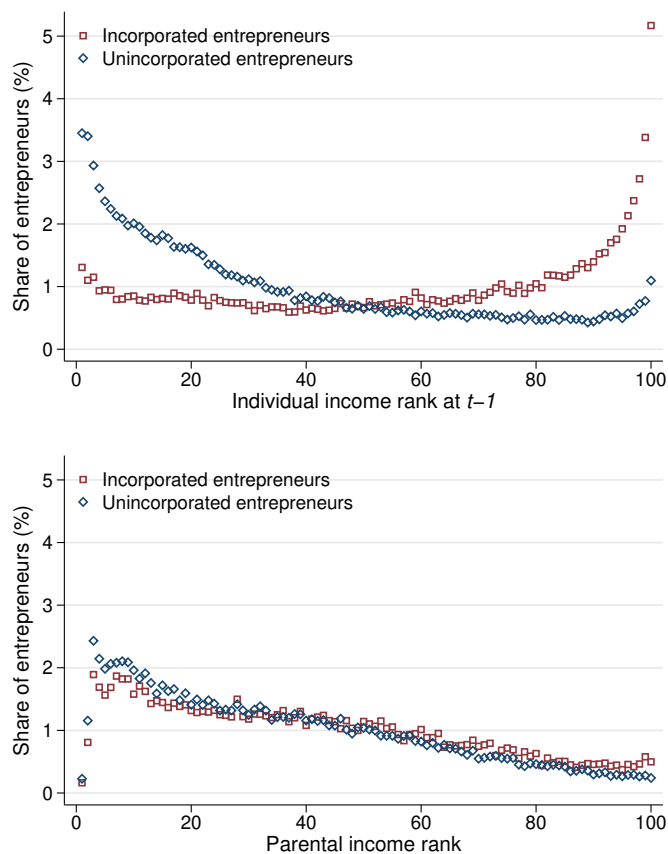 Share of entrepreneurs (%)
5
4
3
2
1
0
Incorporated entrepreneurs
Unincorporated entrepreneurs
0 20 40 60 80 100
Individual income rank at t−1
Share of entrepreneurs (%)
5
4
3
2
1
0
Incorporated entrepreneurs
Unincorporated entrepreneurs
0 20 40 60 80 100
Parental income rank